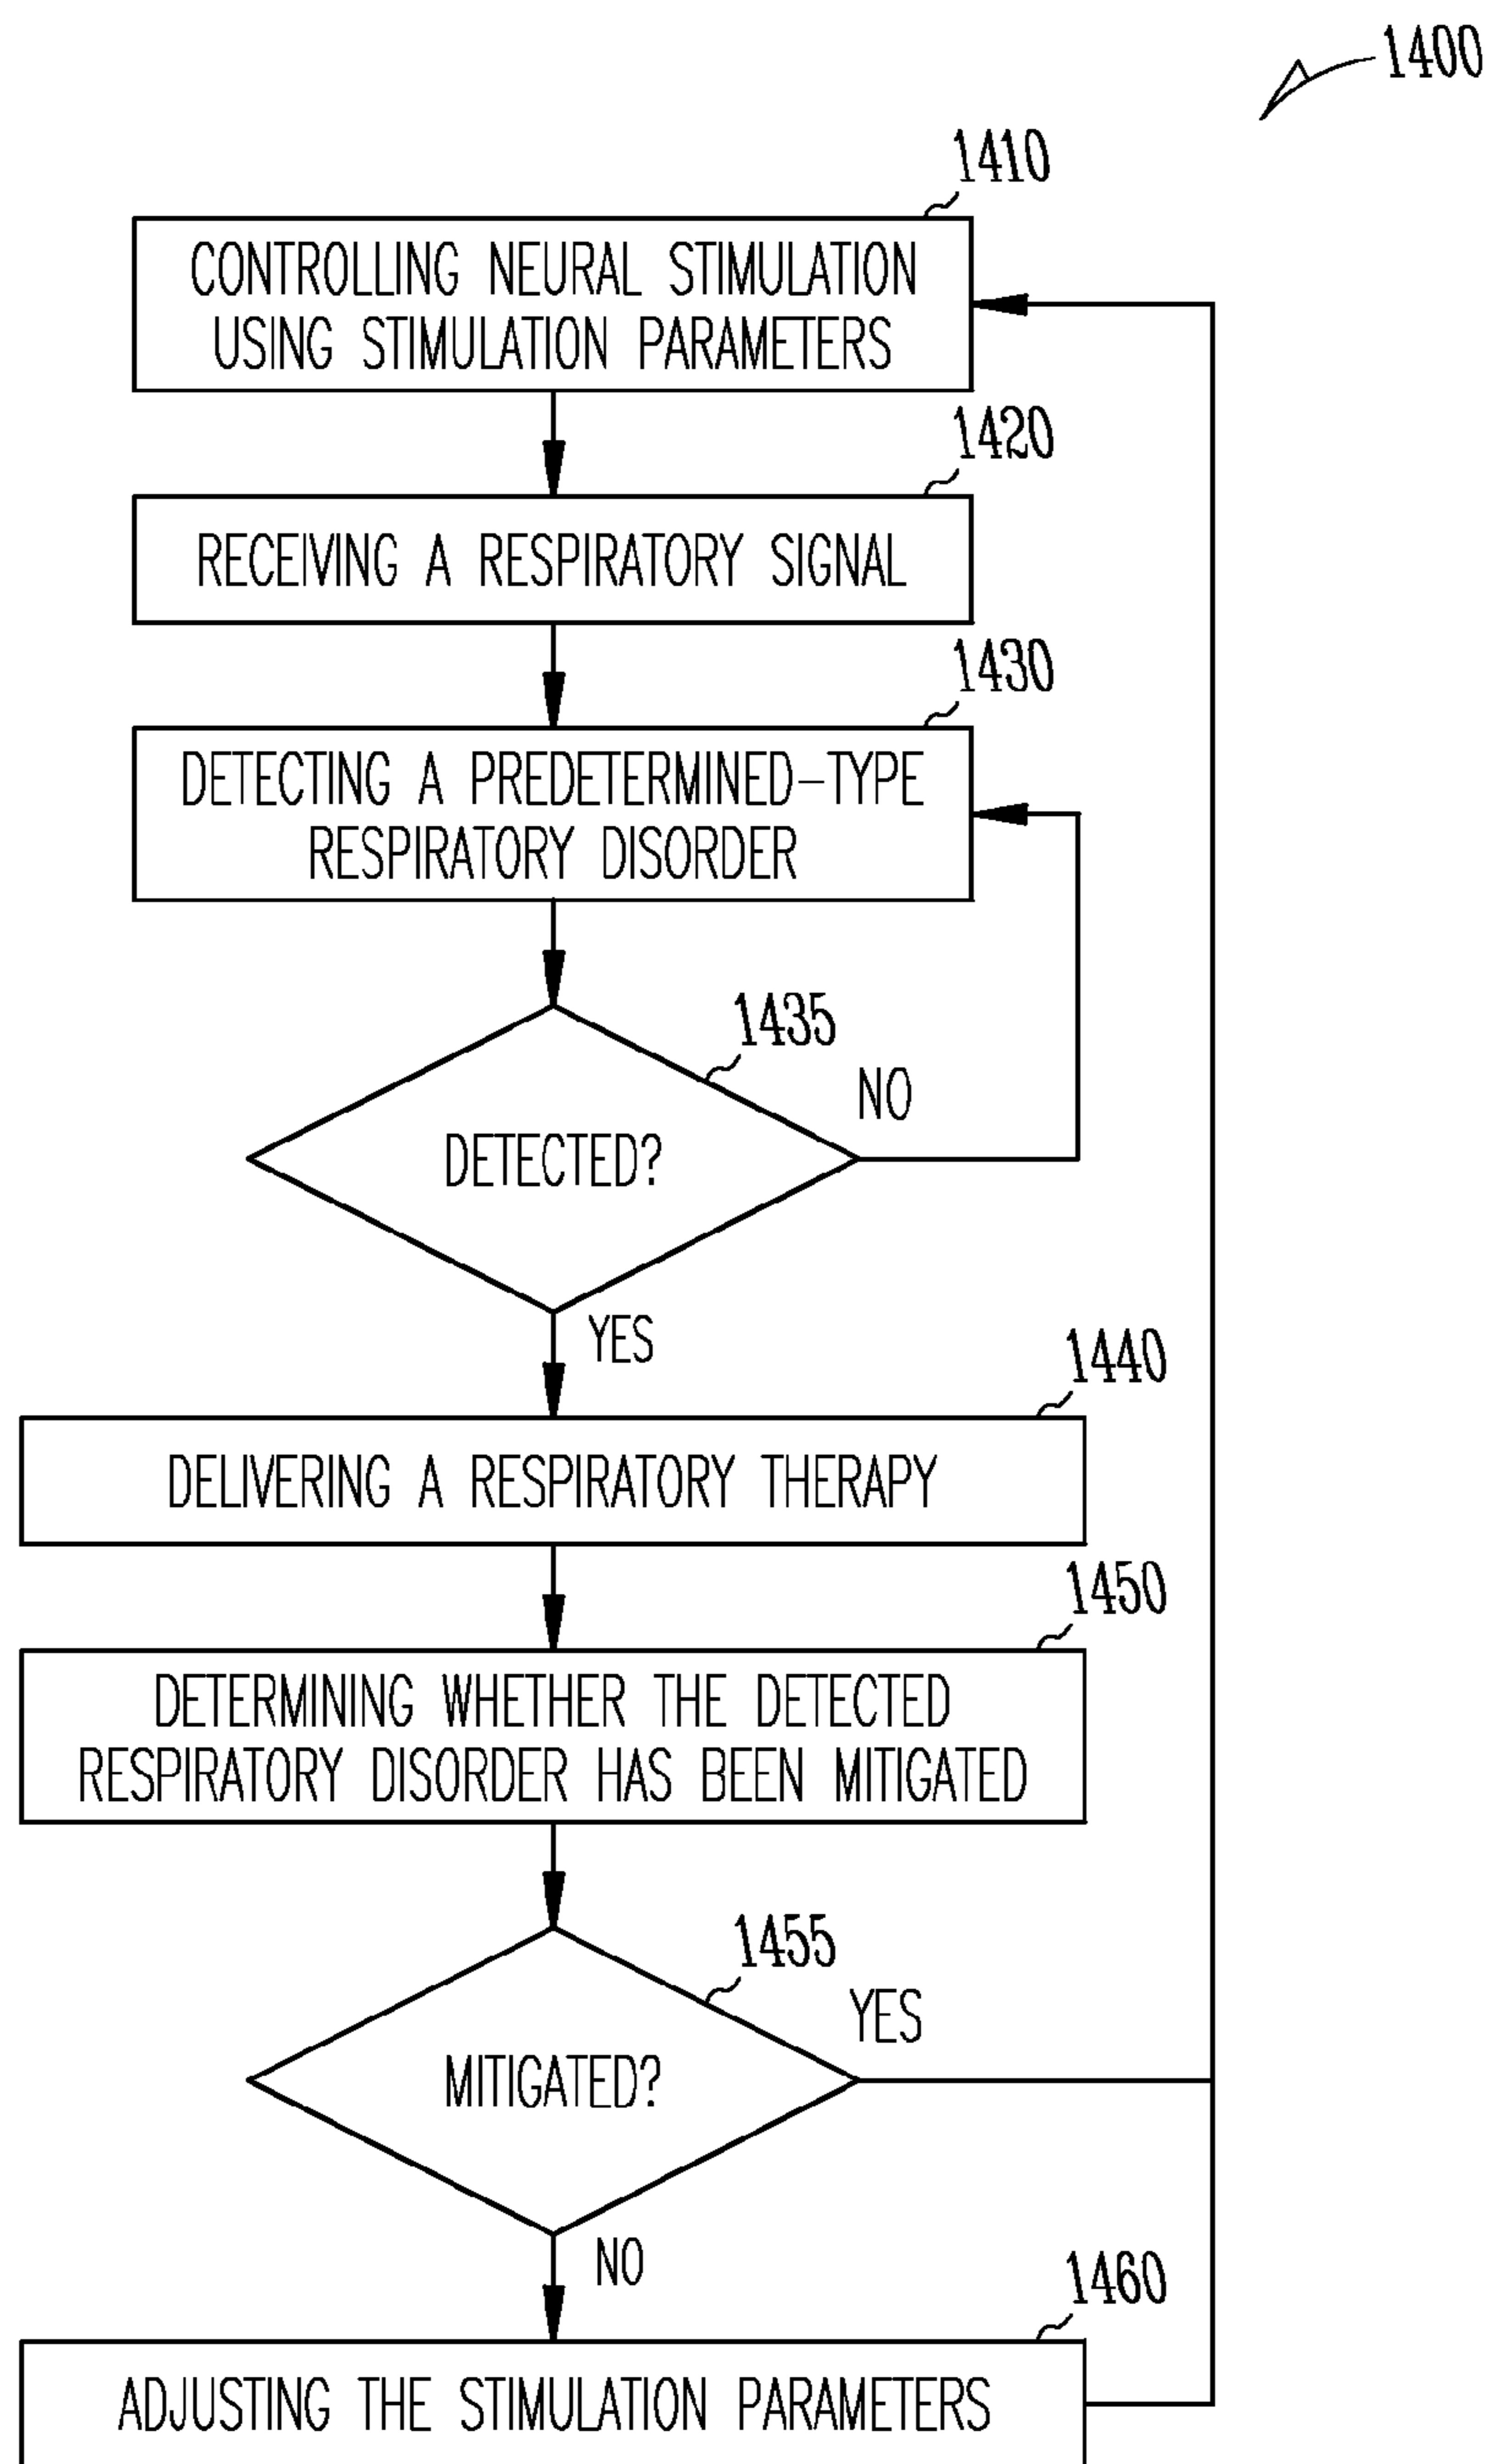 1400
1410
CONTROLLING NEURAL STIMULATION
USING STIMULATION PARAMETERS
1420
RECEIVING A RESPIRATORY SIGNAL
1430
DETECTING A PREDETERMINED-TYPE
RESPIRATORY DISORDER
1435
NO
DETECTED?
YES
1440
DELIVERING A RESPIRATORY THERAPY
1450
DETERMINING WHETHER THE DETECTED
RESPIRATORY DISORDER HAS BEEN MITIGATED
1455
YES
MITIGATED?
NO
1460
ADJUSTING THE STIMULATION PARAMETERS